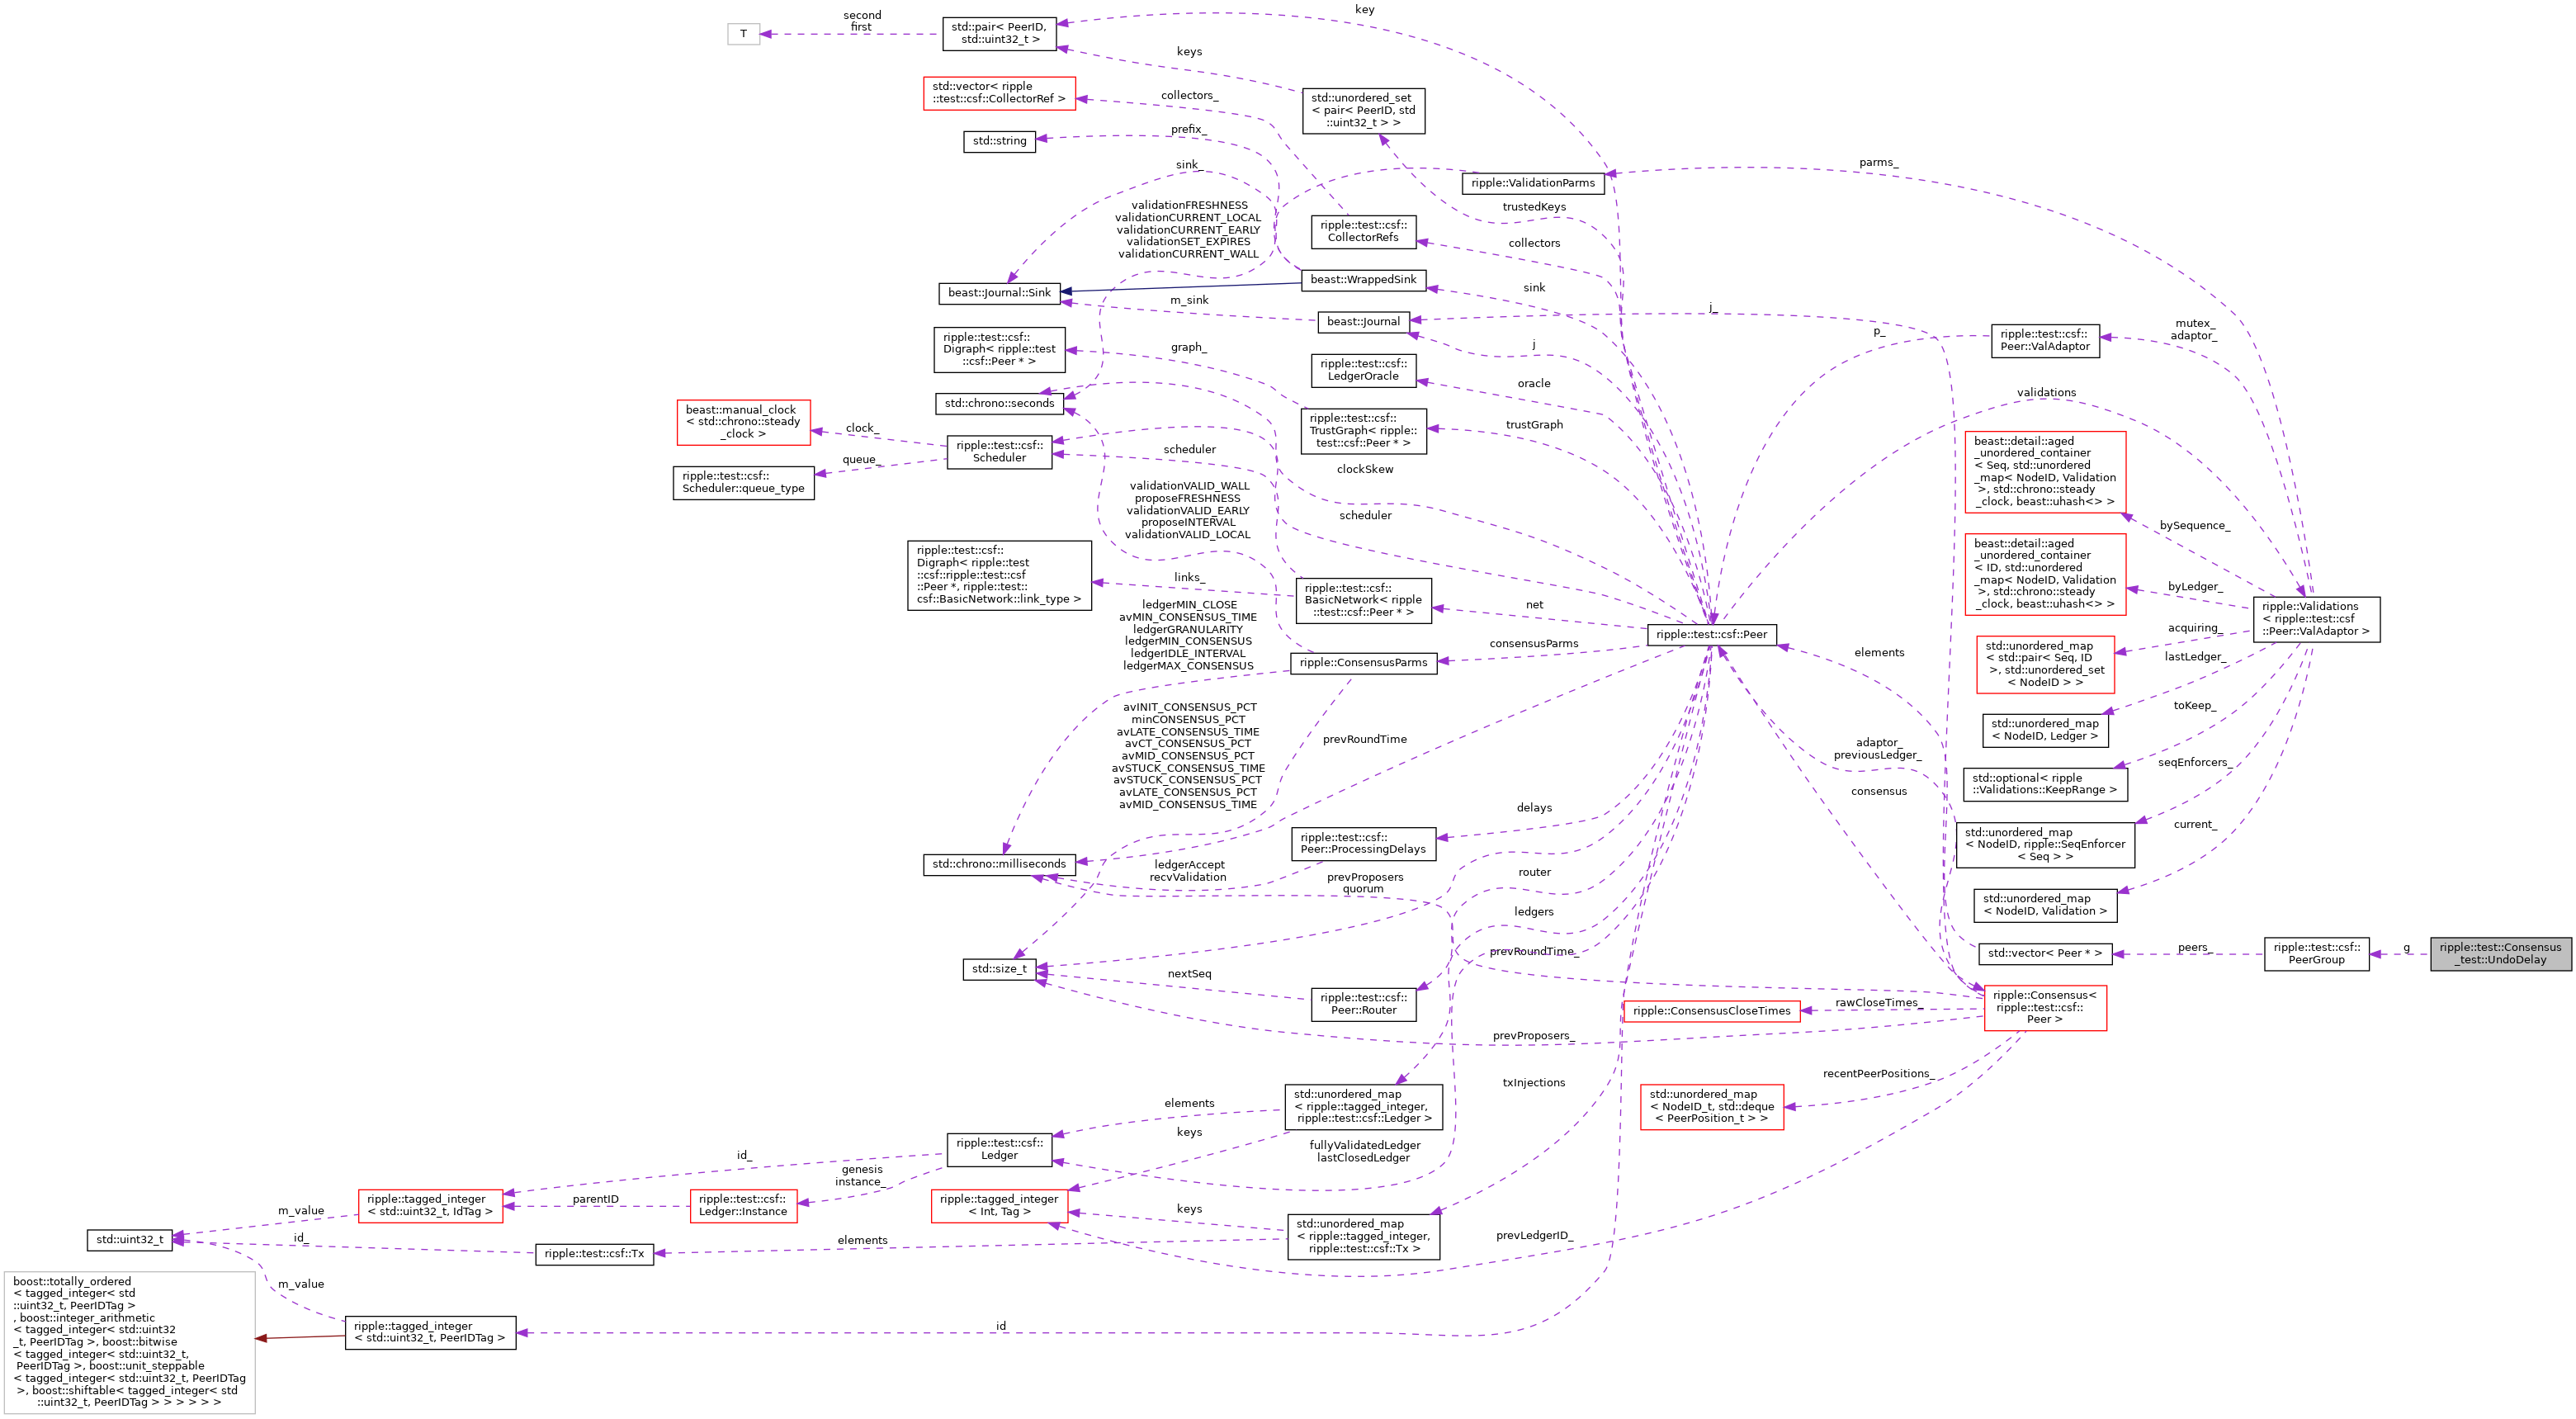 key
second
first
T
std::pair< PeerID,
std::uint32_t >
keys
std::vector< ripple
::test::csf::CollectorRef >
collectors_
std::unordered_set
< pair< PeerID, std
::uint32_t > >
std::string
prefix_
sink_
parms_
ripple::ValidationParms
validationFRESHNESS
validationCURRENT_LOCAL
validationCURRENT_EARLY
validationSET_EXPIRES
validationCURRENT_WALL
trustedKeys
ripple::test::csf::
CollectorRefs
collectors
beast::Journal::Sink
beast::WrappedSink
sink
m_sink
beast::Journal
j_
j
p_
ripple::test::csf::
Peer::ValAdaptor
mutex_
adaptor_
ripple::test::csf::
Digraph< ripple::test
::csf::Peer * >
graph_
ripple::test::csf::
LedgerOracle
oracle
validations
std::chrono::seconds
beast::manual_clock
< std::chrono::steady
_clock >
clock_
ripple::test::csf::
TrustGraph< ripple::
test::csf::Peer * >
trustGraph
ripple::test::csf::
Scheduler
queue_
ripple::test::csf::
Scheduler::queue_type
scheduler
clockSkew
beast::detail::aged
_unordered_container
< Seq, std::unordered
_map< NodeID, Validation
>, std::chrono::steady
_clock, beast::uhash<> >
validationVALID_WALL
proposeFRESHNESS
validationVALID_EARLY
proposeINTERVAL
validationVALID_LOCAL
scheduler
bySequence_
ripple::test::csf::
Digraph< ripple::test
::csf::ripple::test::csf
::Peer *, ripple::test::
csf::BasicNetwork::link_type >
links_
ripple::test::csf::
BasicNetwork< ripple
::test::csf::Peer * >
net
beast::detail::aged
_unordered_container
< ID, std::unordered
_map< NodeID, Validation
>, std::chrono::steady
_clock, beast::uhash<> >
byLedger_
ripple::Validations
< ripple::test::csf
::Peer::ValAdaptor >
ledgerMIN_CLOSE
avMIN_CONSENSUS_TIME
ledgerGRANULARITY
ledgerMIN_CONSENSUS
ledgerIDLE_INTERVAL
ledgerMAX_CONSENSUS
ripple::ConsensusParms
consensusParms
ripple::test::csf::Peer
elements
acquiring_
std::unordered_map
< std::pair< Seq, ID
>, std::unordered_set
< NodeID > >
lastLedger_
std::unordered_map
< NodeID, Ledger >
toKeep_
avINIT_CONSENSUS_PCT
minCONSENSUS_PCT
avLATE_CONSENSUS_TIME
avCT_CONSENSUS_PCT
avMID_CONSENSUS_PCT
avSTUCK_CONSENSUS_TIME
avSTUCK_CONSENSUS_PCT
avLATE_CONSENSUS_PCT
avMID_CONSENSUS_TIME
prevRoundTime
adaptor_
previousLedger_
consensus
std::optional< ripple
::Validations::KeepRange >
seqEnforcers_
std::unordered_map
< NodeID, ripple::SeqEnforcer
< Seq > >
current_
std::unordered_map
< NodeID, Validation >
delays
ripple::test::csf::
Peer::ProcessingDelays
std::chrono::milliseconds
ledgerAccept
recvValidation
prevProposers
quorum
router
ledgers
prevRoundTime_
std::size_t
nextSeq
ripple::test::csf::
Peer::Router
prevProposers_
std::vector< Peer * >
peers_
ripple::test::csf::
PeerGroup
g
ripple::test::Consensus
_test::UndoDelay
ripple::Consensus<
ripple::test::csf::
Peer >
rawCloseTimes_
ripple::ConsensusCloseTimes
recentPeerPositions_
std::unordered_map
< NodeID_t, std::deque
< PeerPosition_t > >
txInjections
std::unordered_map
< ripple::tagged_integer,
ripple::test::csf::Ledger >
elements
keys
fullyValidatedLedger
lastClosedLedger
ripple::test::csf::
Ledger
id_
genesis
instance_
ripple::tagged_integer
< std::uint32_t, IdTag >
parentID
ripple::test::csf::
Ledger::Instance
ripple::tagged_integer
< Int, Tag >
keys
std::unordered_map
< ripple::tagged_integer,
ripple::test::csf::Tx >
prevLedgerID_
m_value
std::uint32_t
id_
ripple::test::csf::Tx
elements
m_value
boost::totally_ordered
< tagged_integer< std
::uint32_t, PeerIDTag >
, boost::integer_arithmetic
< tagged_integer< std::uint32
_t, PeerIDTag >, boost::bitwise
< tagged_integer< std::uint32_t,
PeerIDTag >, boost::unit_steppable
< tagged_integer< std::uint32_t, PeerIDTag
>, boost::shiftable< tagged_integer< std
::uint32_t, PeerIDTag > > > > > >
ripple::tagged_integer
< std::uint32_t, PeerIDTag >
id